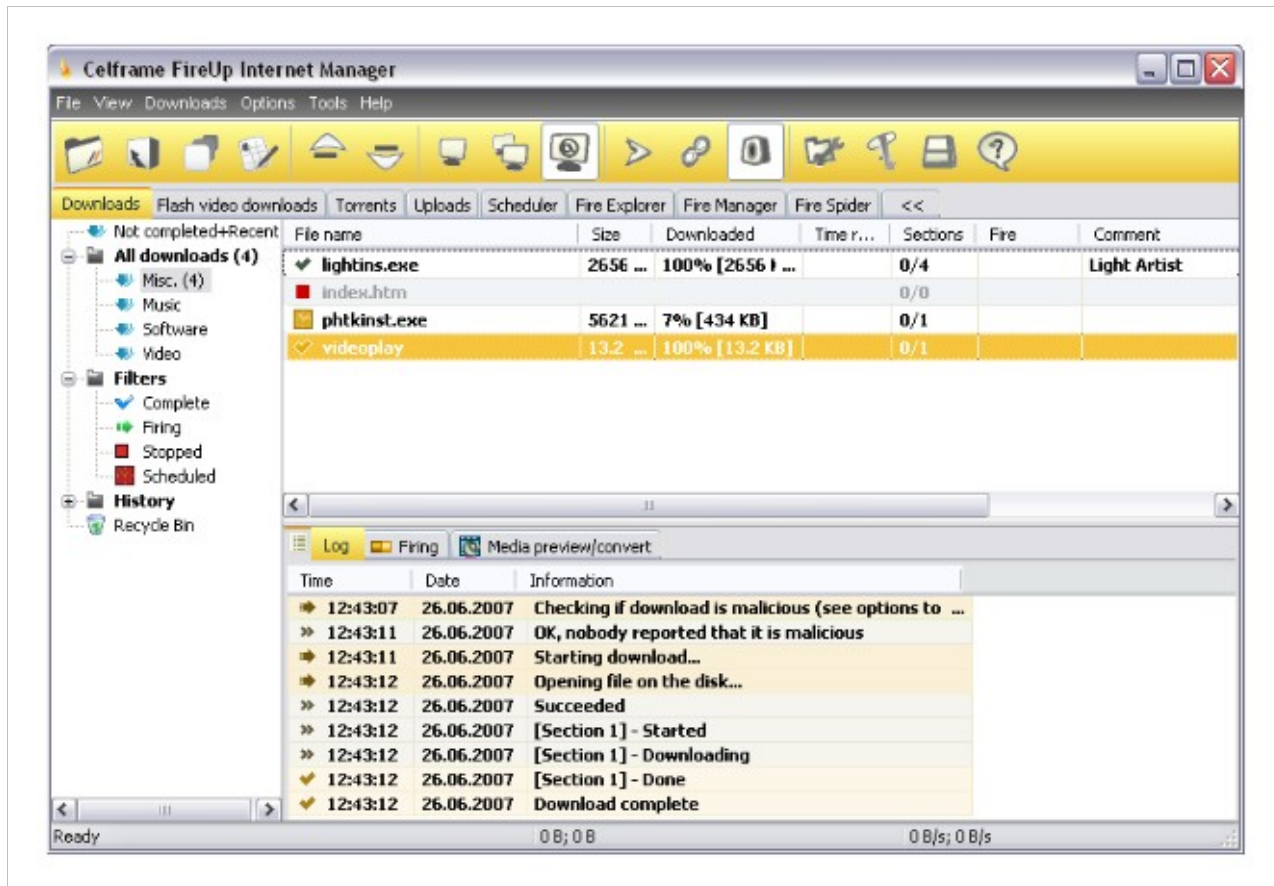 Celframe FireUp Internet Manager
File View Downloads Options Tools Help
Downloads Flash video downloads Torrents Uploads Scheduler Fire Explorer Fire Manager Fire Spider <<
Not completed+Recent
All downloads (4)
Misc. (4)
Music
Software
Video
Filters
Complete
Firing
Stopped
Scheduled
History
Recycle Bin
File name Size Downloaded Time r... Sections Fire Comment
lightins.exe 2656 ... 100% [2656 ... 0/4 Light Artist
index.htm 0/0
phtkinst.exe 5621 ... 7% [434 KB] 0/1
videoplay 13.2 ... 100% [13.2 KB] 0/1
Log Firing Media preview/convert
Time Date Information
12:43:07 26.06.2007 Checking if download is malicious (see options to ...
12:43:11 26.06.2007 OK, nobody reported that it is malicious
12:43:11 26.06.2007 Starting download...
12:43:12 26.06.2007 Opening file on the disk...
12:43:12 26.06.2007 Succeeded
12:43:12 26.06.2007 [Section 1] - Started
12:43:12 26.06.2007 [Section 1] - Downloading
12:43:12 26.06.2007 [Section 1] - Done
12:43:12 26.06.2007 Download complete
Ready 0 B; 0 B 0 B/s; 0 B/s